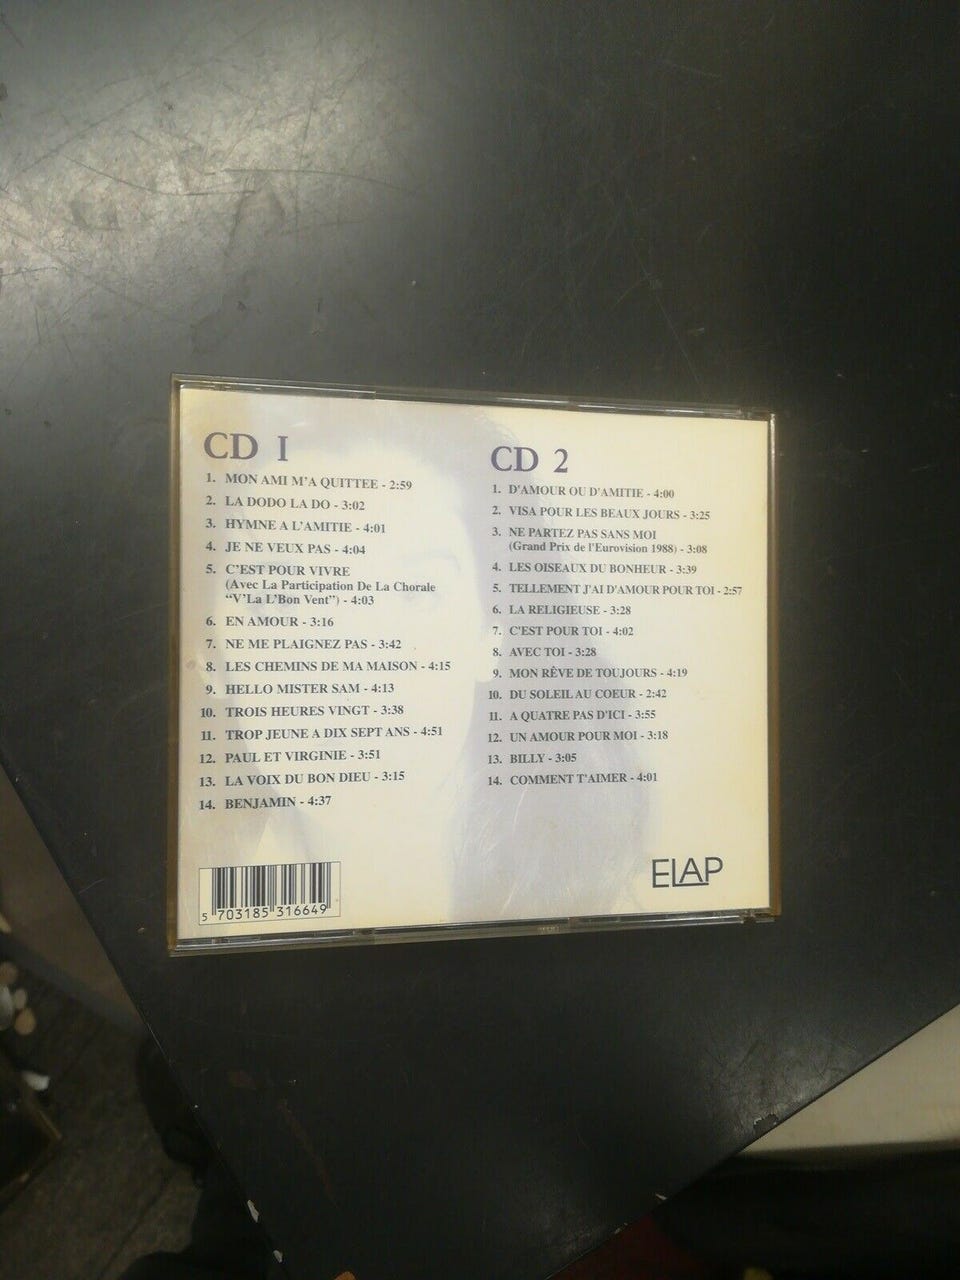 CD 1
1. MON AMI M'A QUITTEE - 2:59
2. LA DODO LA DO - 3:02
3. HYMNE A L'AMITIE - 4:01
4. JE NE VEUX PAS - 4:04
5. C'EST POUR VIVRE
(Avec La Participation De La Chorale
"V'La L'Bon Vent") - 4:03
6. EN AMOUR - 3:16
7. NE ME PLAIGNEZ PAS - 3:42
8. LES CHEMINS DE MA MAISON - 4:15
9. HELLO MISTER SAM - 4:13
10. TROIS HEURES VINGT - 3:38
11. TROP JEUNE A DIX SEPT ANS - 4:51
12. PAUL ET VIRGINIE - 3:51
13. LA VOIX DU BON DIEU - 3:15
14. BENJAMIN - 4:37
CD 2
1. D'AMOUR OU D'AMITIE - 4:00
2. VISA POUR LES BEAUX JOURS - 3:25
3. NE PARTEZ PAS SANS MOI
(Grand Prix de l'Eurovision 1988) - 3:08
4. LES OISEAUX DU BONHEUR - 3:39
5. TELLEMENT J'AI D'AMOUR POUR TOI - 2:57
6. LA RELIGIEUSE - 3:28
7. C'EST POUR TOI - 4:02
8. AVEC TOI - 3:28
9. MON RÊVE DE TOUJOURS - 4:19
10. DU SOLEIL AU COEUR - 2:42
11. A QUATRE PAS D'ICI - 3:55
12. UN AMOUR POUR MOI - 3:18
13. BILLY - 3:05
14. COMMENT T'AIMER - 4:01
5 703185 316649
ELAP